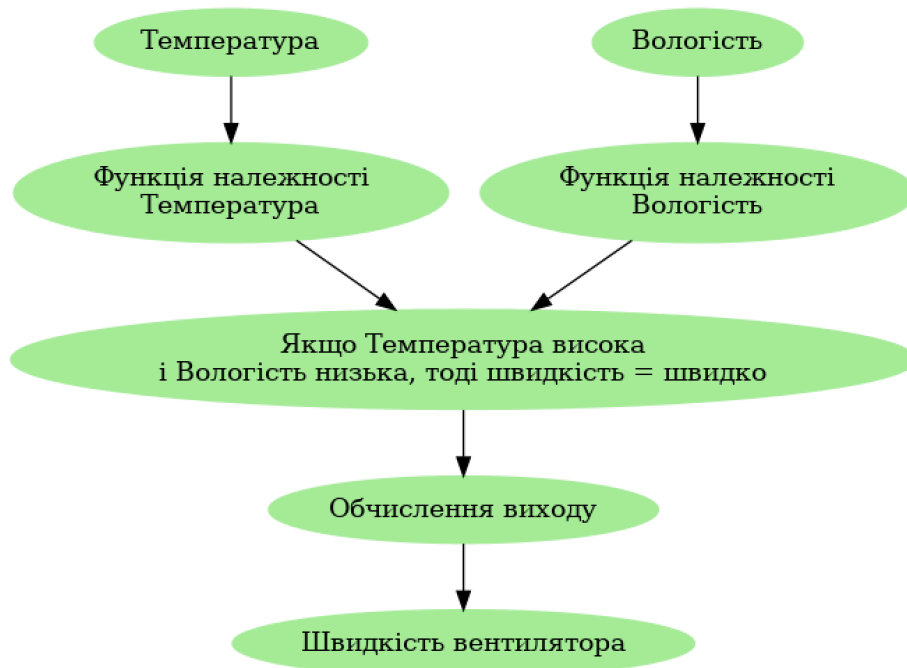 Температура
Вологість
Функція належності
Температура
Функція належності
Вологість
Якщо Температура висока
і Вологість низька, тоді швидкість = швидко
Обчислення виходу
Швидкість вентилятора